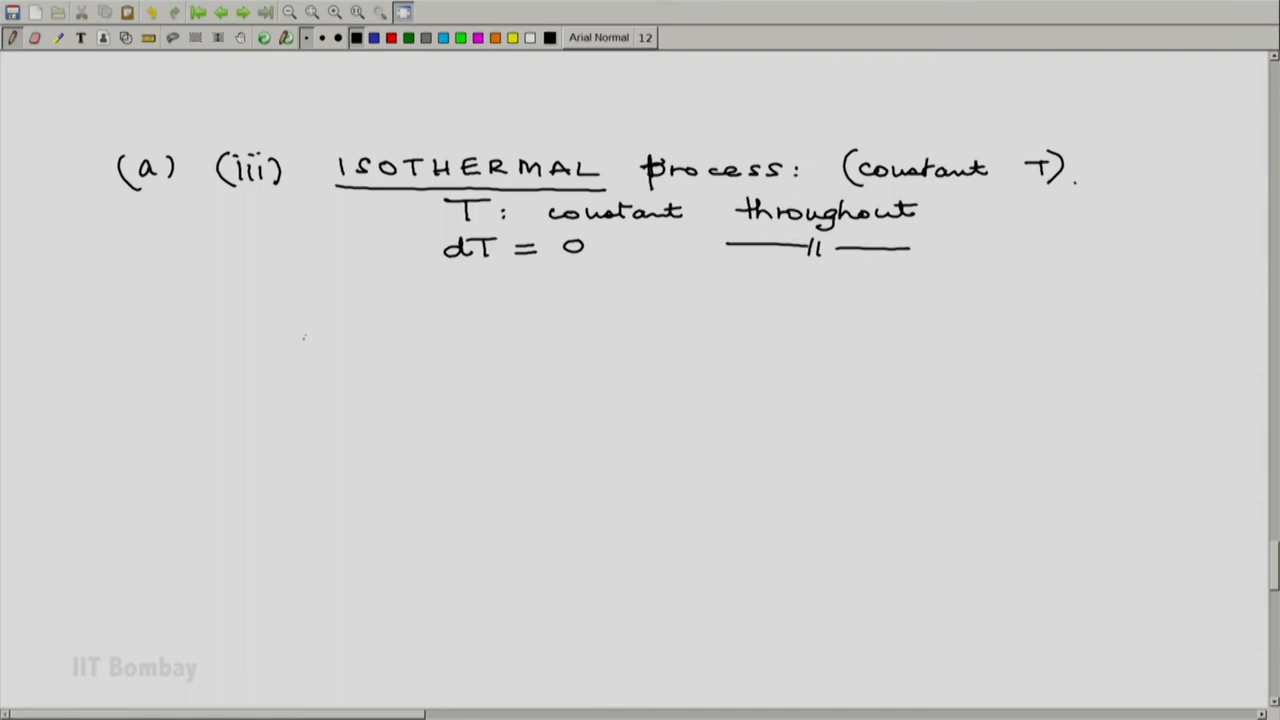 Arial Normal 12
(a) (iii) ISOTHERMAL process: (constant T).
T: constant throughout
dT = 0 —— 〃 ——
IIT Bombay